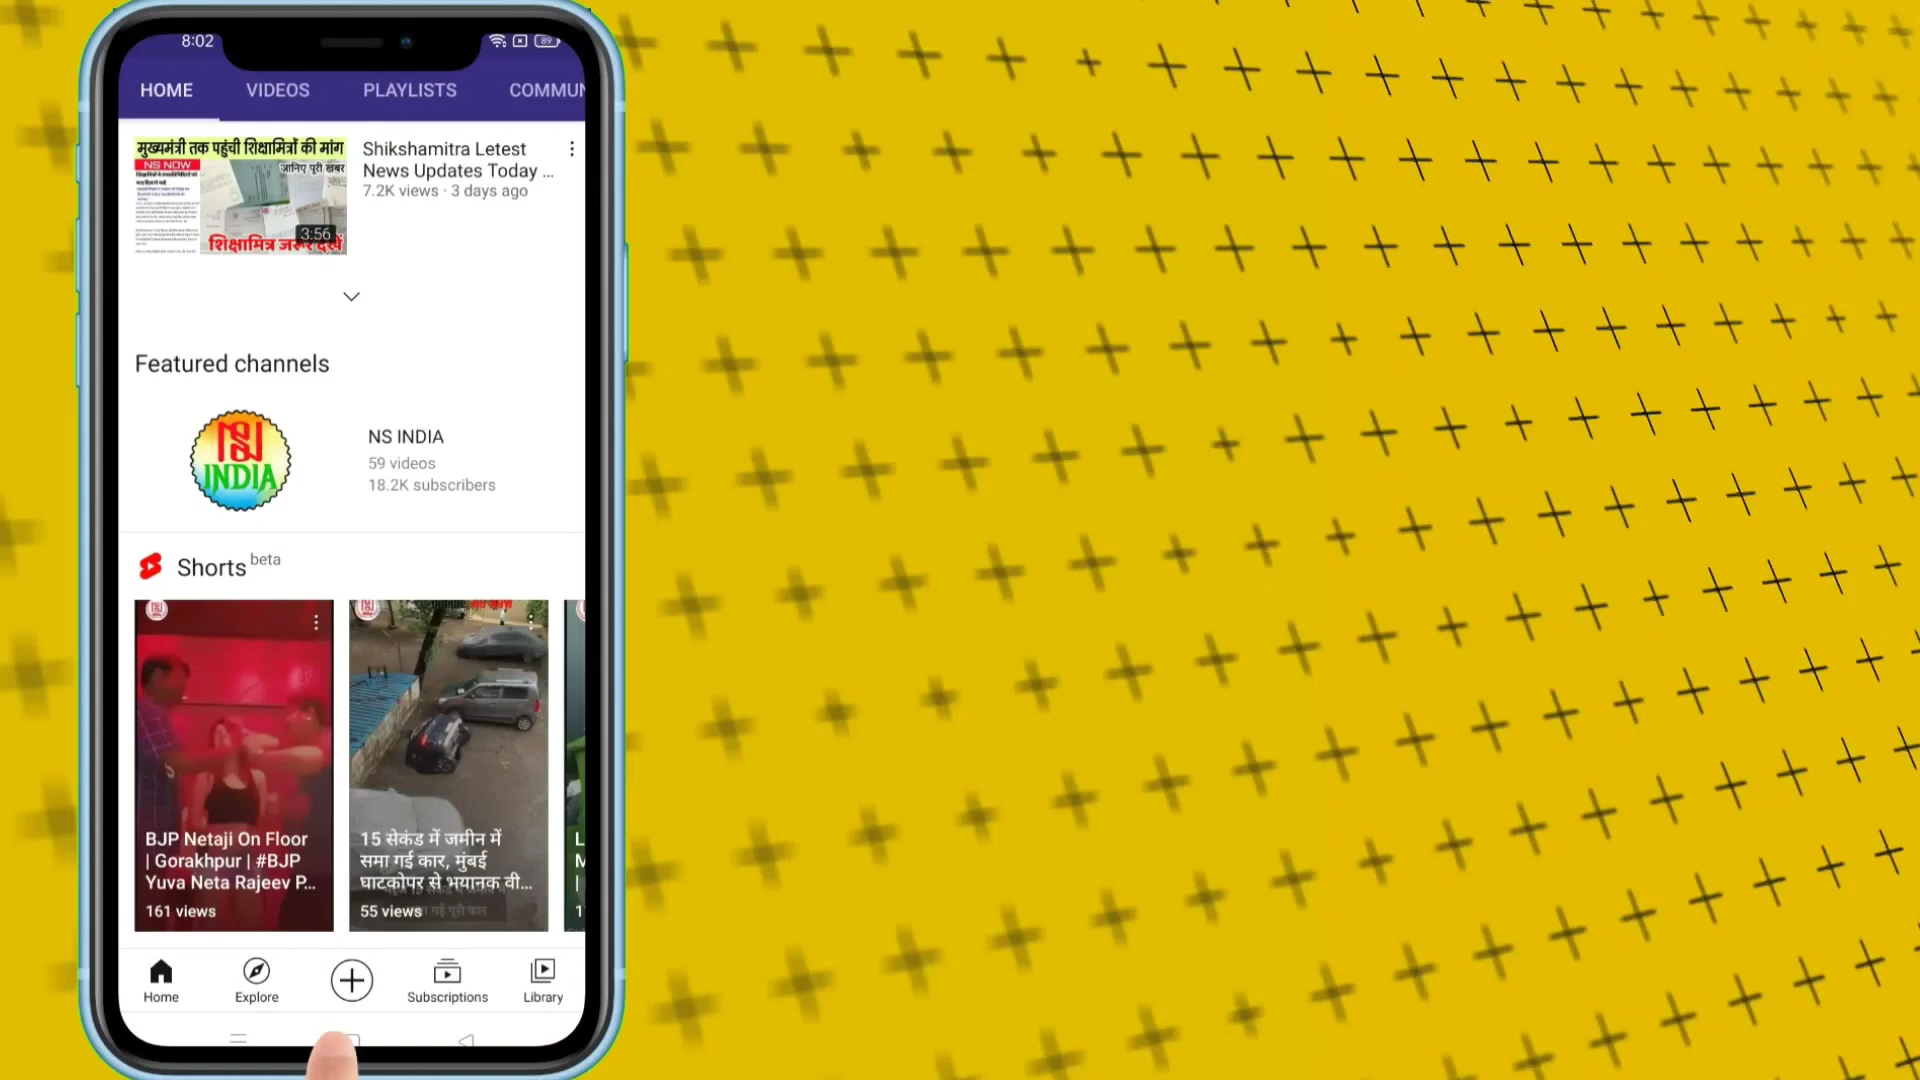 8:02
89
HOME VIDEOS PLAYLISTS COMMUN
मुख्यमंत्री तक पहुंची शिक्षामित्रों की मांग
NS NOW
जानिए पूरी खबर
3:56
शिक्षामित्र जरूर देखें
Shikshamitra Letest
News Updates Today ...
7.2K views · 3 days ago
Featured channels
INDIA
NS INDIA
59 videos
18.2K subscribers
Shorts beta
BJP Netaji On Floor
| Gorakhpur | #BJP
Yuva Neta Rajeev P...
161 views
15 सेकंड में जमीन में
समा गई कार, मुंबई
घाटकोपर से भयानक वी...
55 views
L
M
|
1
Home Explore Subscriptions Library